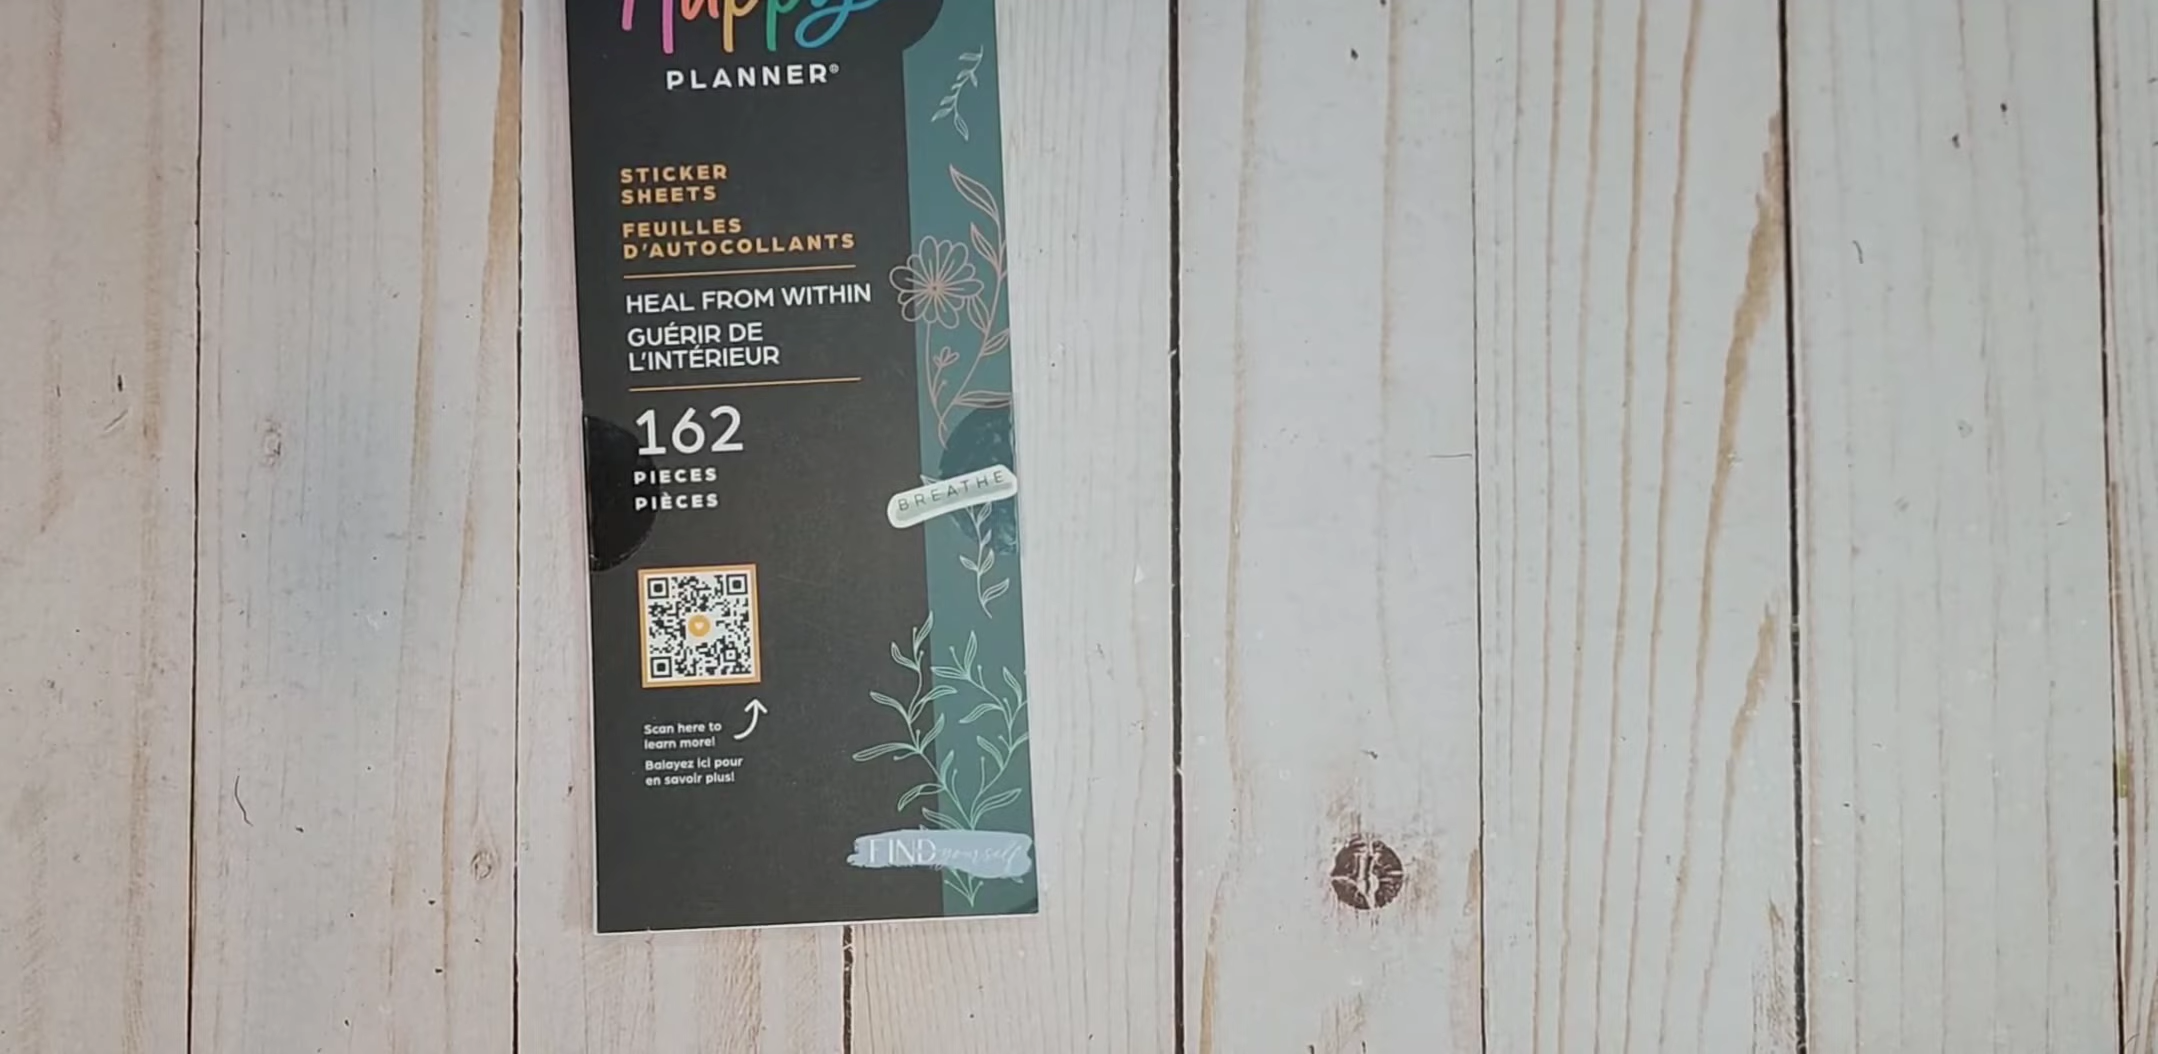 Happy
PLANNER®
STICKER
SHEETS
FEUILLES
D'AUTOCOLLANTS
HEAL FROM WITHIN
GUÉRIR DE
L'INTÉRIEUR
162
PIECES
PIÈCES
BREATHE
Scan here to
learn more!
Balayez ici pour
en savoir plus!
FIND yourself